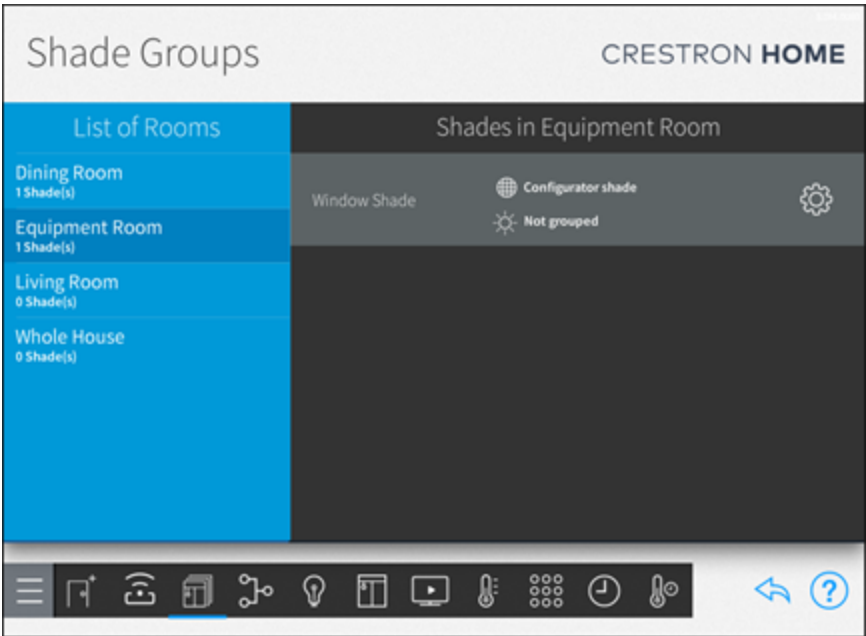 Shade Groups
CRESTRON HOME
List of Rooms
Shades in Equipment Room
Dining Room
1 Shade(s)
Equipment Room
1 Shade(s)
Living Room
0 Shade(s)
Whole House
0 Shade(s)
Window Shade
Configurator shade
Not grouped
?